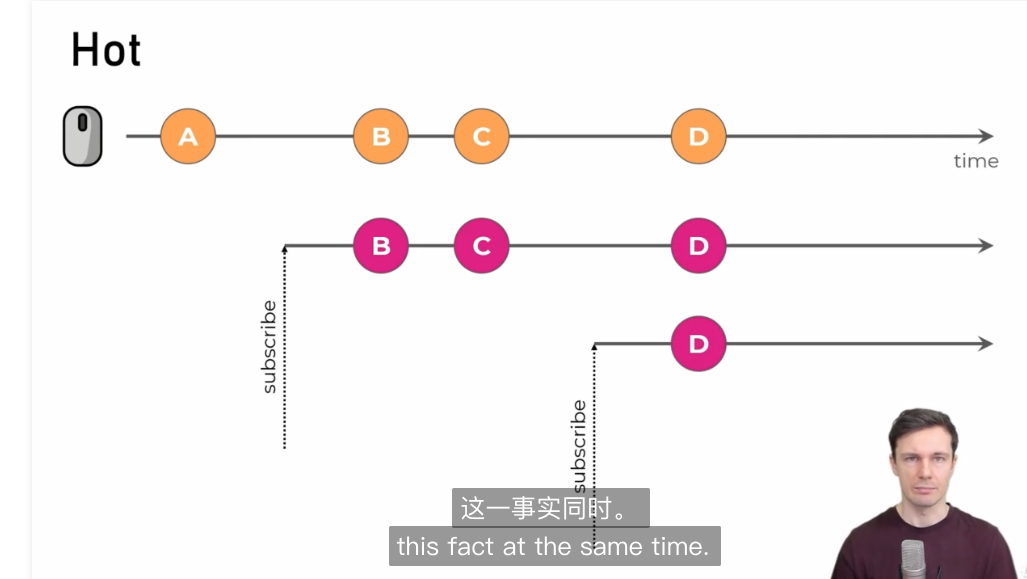 Hot
A
B
C
D
time
B
C
D
subscribe
D
subscribe
这一事实同时。
this fact at the same time.